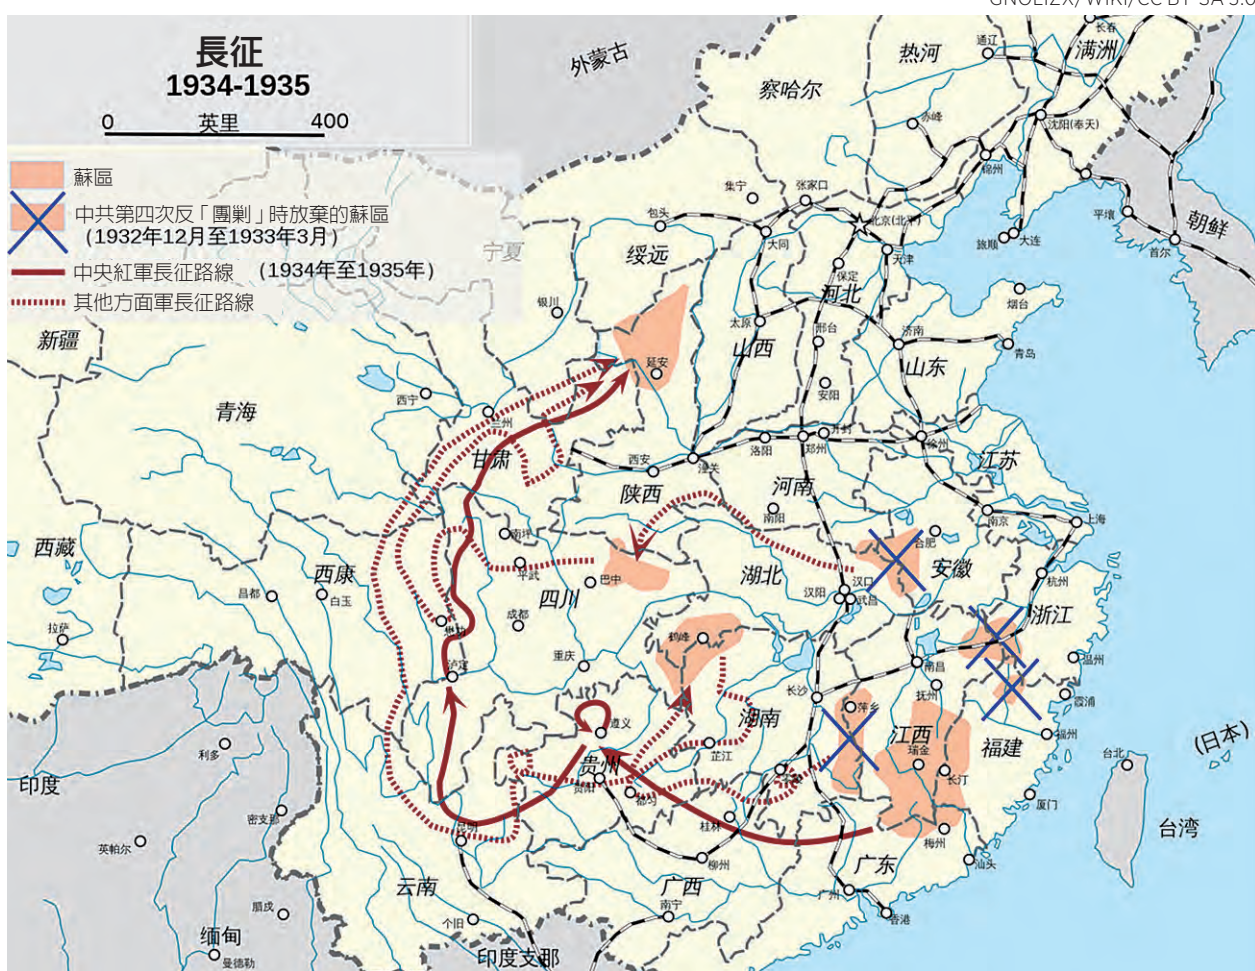 長征
1934-1935
0 英里 400
蘇區
中共第四次反「團剿」時放棄的蘇區
(1932年12月至1933年3月)
中央紅軍長征路線 (1934年至1935年)
其他方面軍長征路線
外蒙古
察哈尔
热河
通辽
长春
满洲
赤峰
沈阳(奉天)
锦州
集宁
张家口
包头
大同
北京(北平)
平壤
朝鲜
首尔
旅顺
大连
宁夏
绥远
天津
保定
河北
银川
烟台
新疆
太原
邢台
济南
山西
山东
青岛
延安
安阳
青海
西宁
兰州
甘肃
西安
潼关
洛阳
郑州
开封
徐州
江苏
陕西
河南
南阳
南京
上海
西藏
南坪
合肥
安徽
西康
平武
巴中
湖北
汉口
汉阳
武昌
杭州
昌都
白玉
四川
浙江
成都
拉萨
鹤峰
重庆
泸定
南昌
温州
长沙
抚州
霞浦
萍乡
遵义
湖南
江西
福建
福州
利多
芷江
瑞金
台北
(日本)
贵州
长汀
印度
贵阳
都匀
厦门
密支那
桂林
台湾
昆明
梅州
英帕尔
柳州
广东
汕头
云南
广西
广州
腊戌
南宁
香港
个旧
缅甸
曼德勒
印度支那